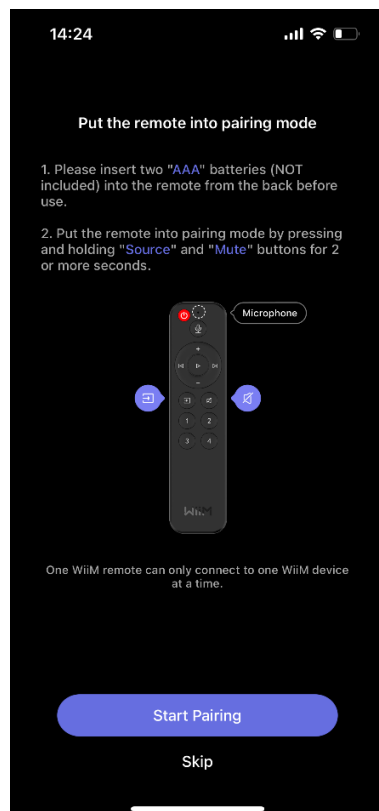 14:24
Put the remote into pairing mode
1. Please insert two "AAA" batteries (NOT
included) into the remote from the back before
use.
2. Put the remote into pairing mode by pressing
and holding "Source" and "Mute" buttons for 2
or more seconds.
Microphone
+
-
1 2
3 4
WiiM
One WiiM remote can only connect to one WiiM device
at a time.
Start Pairing
Skip